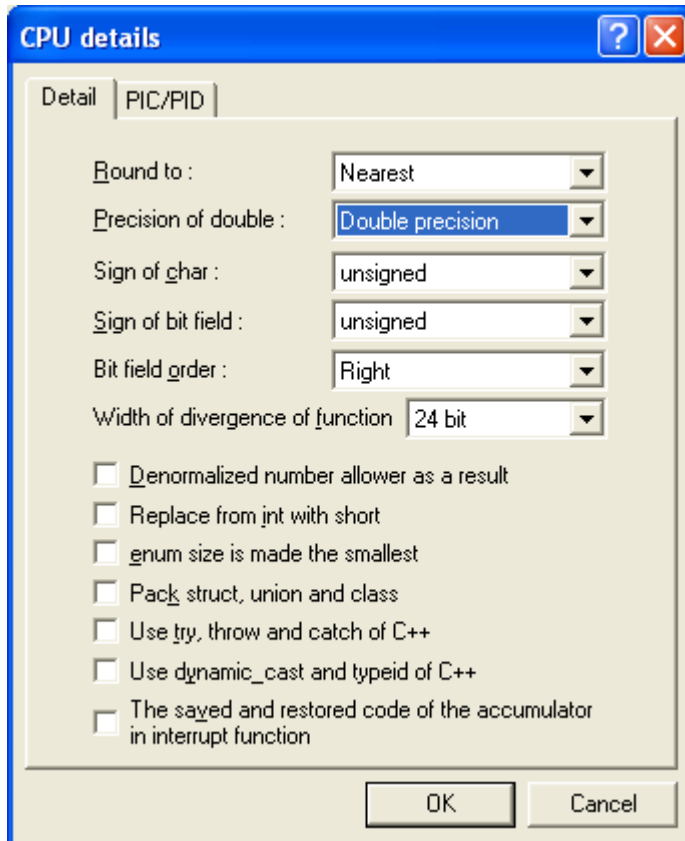 CPU details
Detail
PIC/PID
Round to : Nearest
Precision of double : Double precision
Sign of char : unsigned
Sign of bit field : unsigned
Bit field order : Right
Width of divergence of function 24 bit
Denormalized number allower as a result
Replace from int with short
enum size is made the smallest
Pack struct, union and class
Use try, throw and catch of C++
Use dynamic_cast and typeid of C++
The saved and restored code of the accumulator
in interrupt function
OK
Cancel